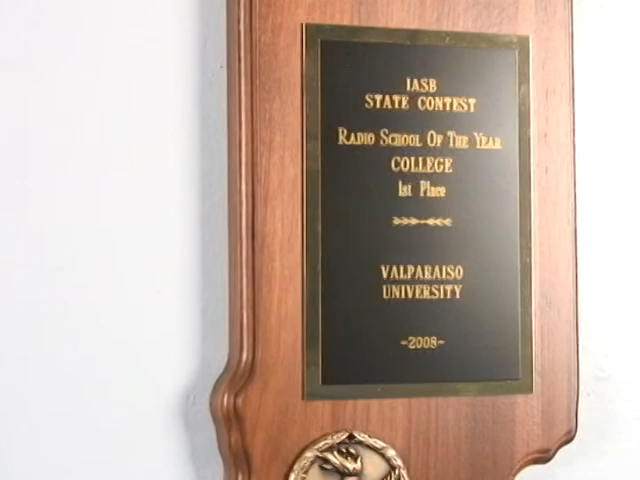 IASB
STATE CONTEST
RADIO SCHOOL OF THE YEAR
COLLEGE
1st Place
VALPARAISO
UNIVERSITY
-2008-